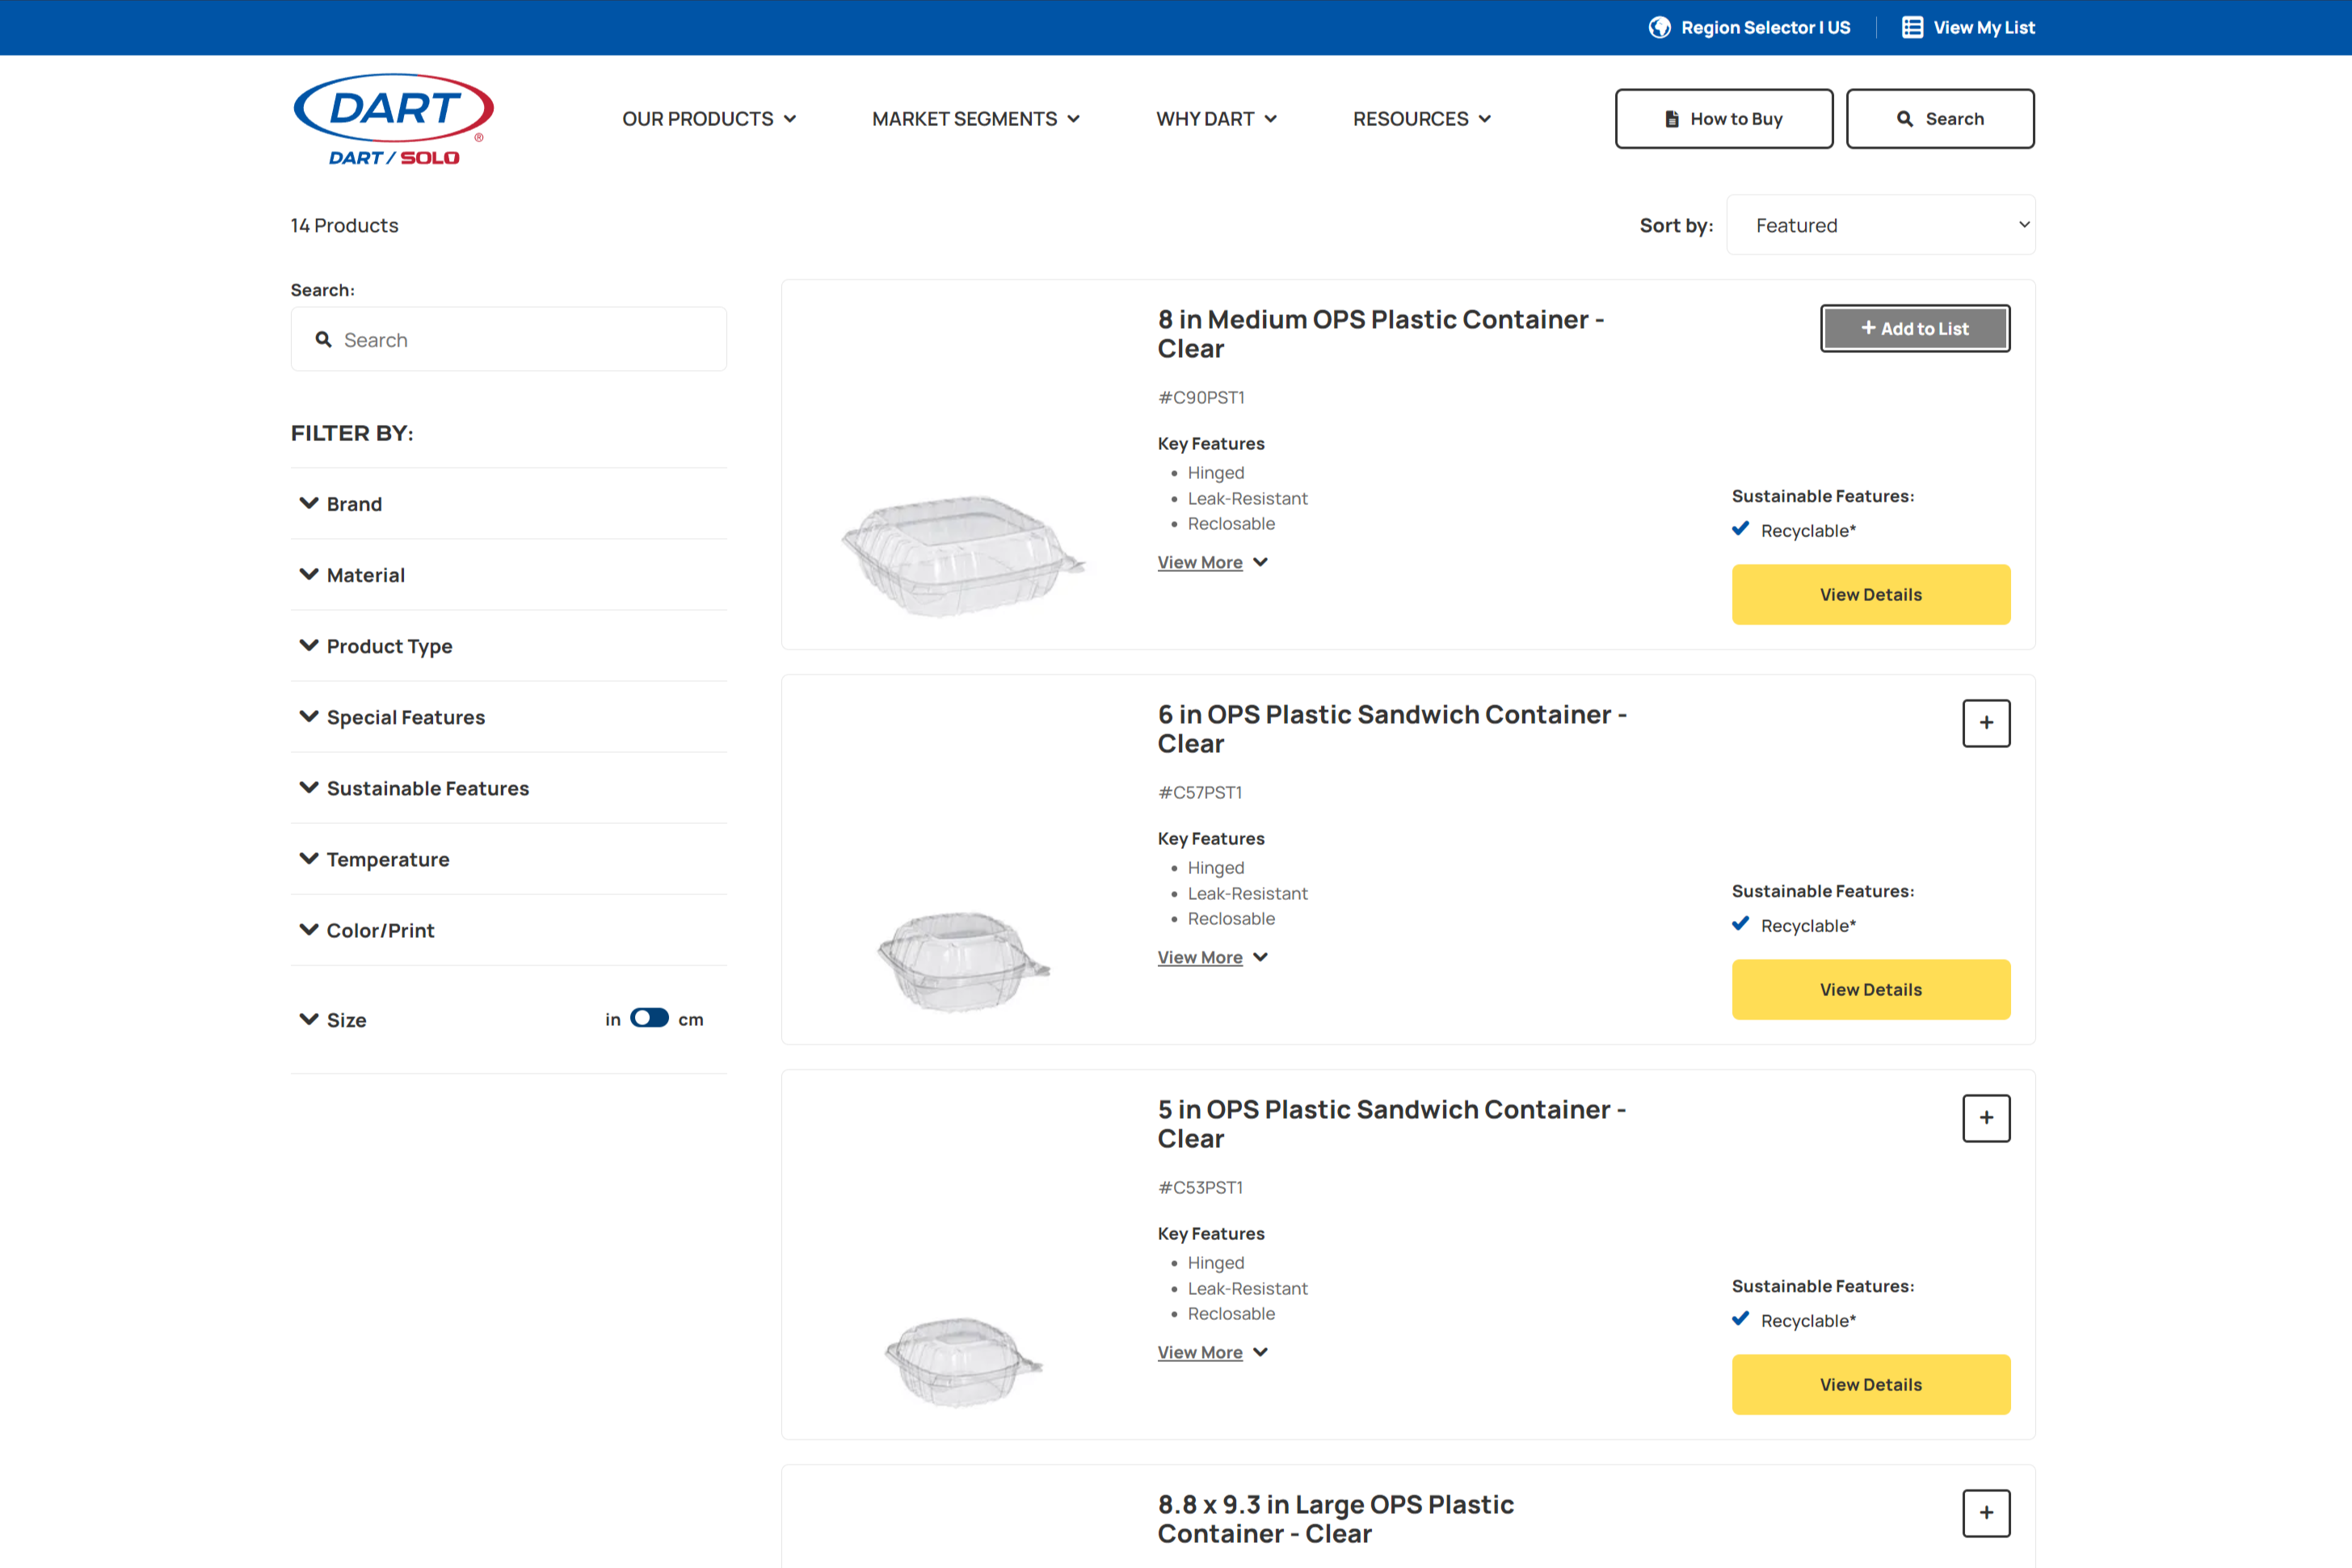 Region Selector | US
View My List
DART
®
DART / SOLO
OUR PRODUCTS
MARKET SEGMENTS
WHY DART
RESOURCES
How to Buy
Search
14 Products
Sort by:
Featured
Search:
Search
FILTER BY:
Brand
Material
Product Type
Special Features
Sustainable Features
Temperature
Color/Print
Size
in
cm
8 in Medium OPS Plastic Container -
Clear
+ Add to List
#C90PST1
Key Features
• Hinged
• Leak-Resistant
• Reclosable
View More
Sustainable Features:
Recyclable*
View Details
6 in OPS Plastic Sandwich Container -
Clear
+
#C57PST1
Key Features
• Hinged
• Leak-Resistant
• Reclosable
View More
Sustainable Features:
Recyclable*
View Details
5 in OPS Plastic Sandwich Container -
Clear
+
#C53PST1
Key Features
• Hinged
• Leak-Resistant
• Reclosable
View More
Sustainable Features:
Recyclable*
View Details
8.8 x 9.3 in Large OPS Plastic
Container - Clear
+